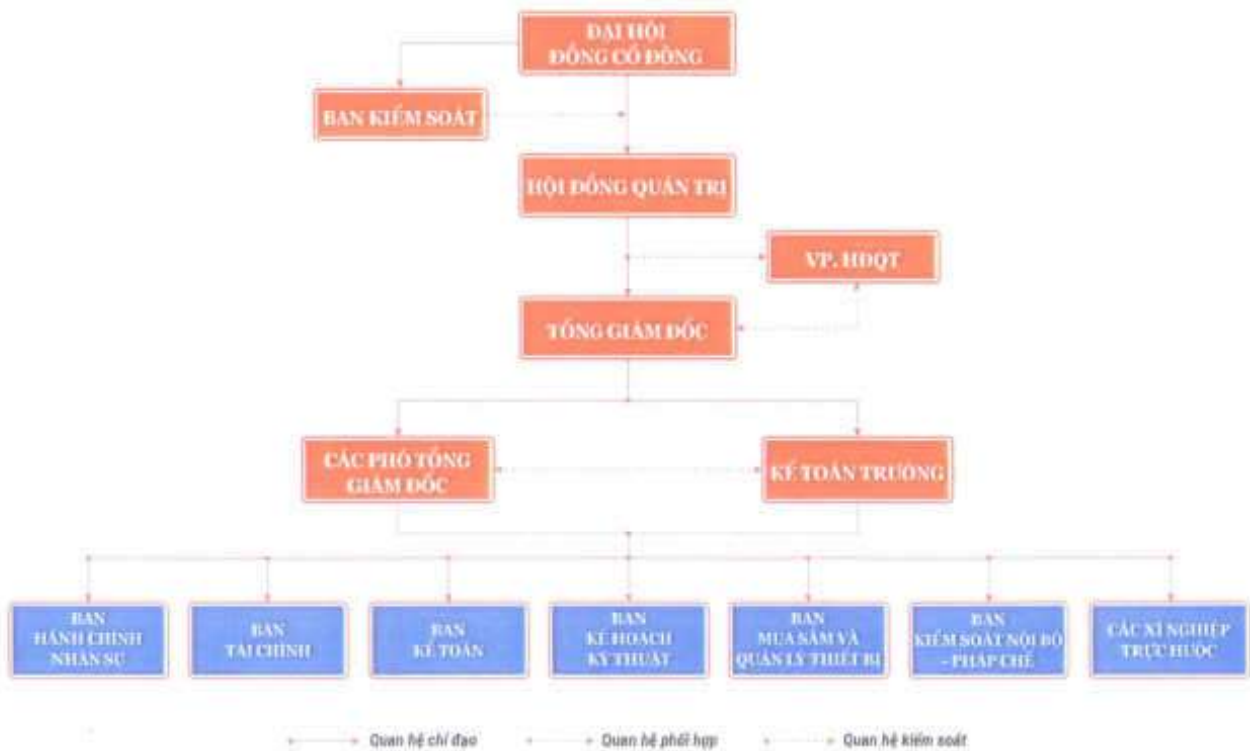 ĐẠI HỘI
ĐỒNG CỔ ĐÔNG
BAN KIỂM SOÁT
HỘI ĐỒNG QUẢN TRỊ
VP. HĐQT
TỔNG GIÁM ĐỐC
CÁC PHÓ TỔNG
GIÁM ĐỐC
KẾ TOÁN TRƯỞNG
BAN
HÀNH CHÍNH
NHÂN SỰ
BAN
TÀI CHÍNH
BAN
KẾ TOÁN
BAN
KẾ HOẠCH
KỸ THUẬT
BAN
MUA SẮM VÀ
QUẢN LÝ THIẾT BỊ
BAN
KIỂM SOÁT NỘI BỘ
- PHÁP CHẾ
CÁC XÍ NGHIỆP
TRỰC HUỘC
Quan hệ chỉ đạo
Quan hệ phối hợp
Quan hệ kiểm soát